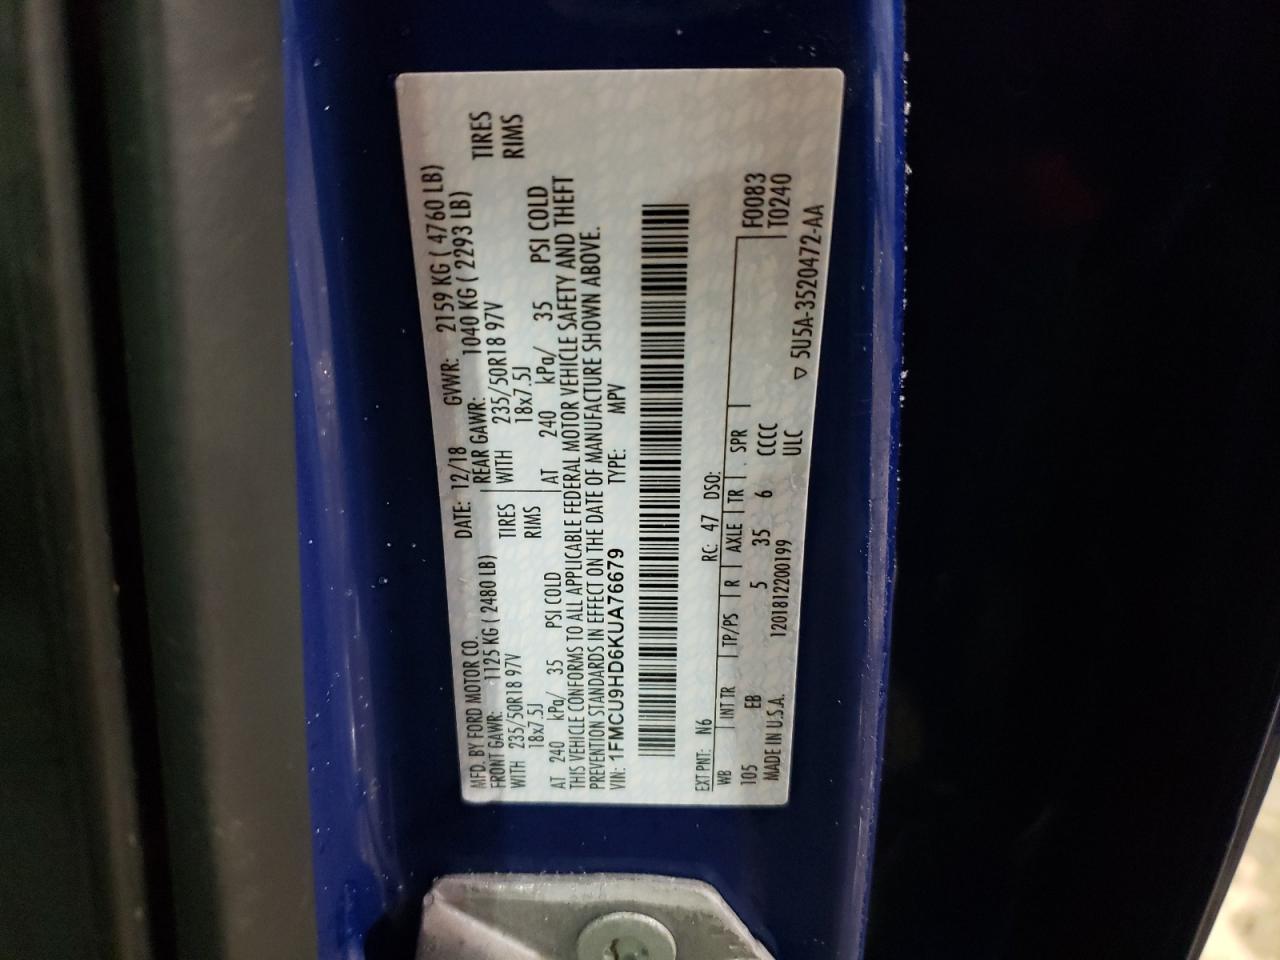 MFD. BY FORD MOTOR CO. DATE: 12/18 GVWR: 2159 KG ( 4760 LB)
FRONT GAWR: 1125 KG ( 2480 LB) REAR GAWR: 1040 KG ( 2293 LB)
WITH 235/50R18 97V TIRES WITH 235/50R18 97V TIRES
18x7.5J RIMS 18x7.5J RIMS
AT 240 kPa/ 35 PSI COLD AT 240 kPa/ 35 PSI COLD
THIS VEHICLE CONFORMS TO ALL APPLICABLE FEDERAL MOTOR VEHICLE SAFETY AND THEFT
PREVENTION STANDARDS IN EFFECT ON THE DATE OF MANUFACTURE SHOWN ABOVE.
VIN: 1FMCU9HD6KUA76679 TYPE: MPV
EXT PNT: N6 RC: 47 DSO: F0083
WB INT TR TP/PS R AXLE TR SPR T0240
105 EB 5 35 6 CCCC
MADE IN U.S.A. 1201812200199 ULC ▽ 5U5A-3520472-AA